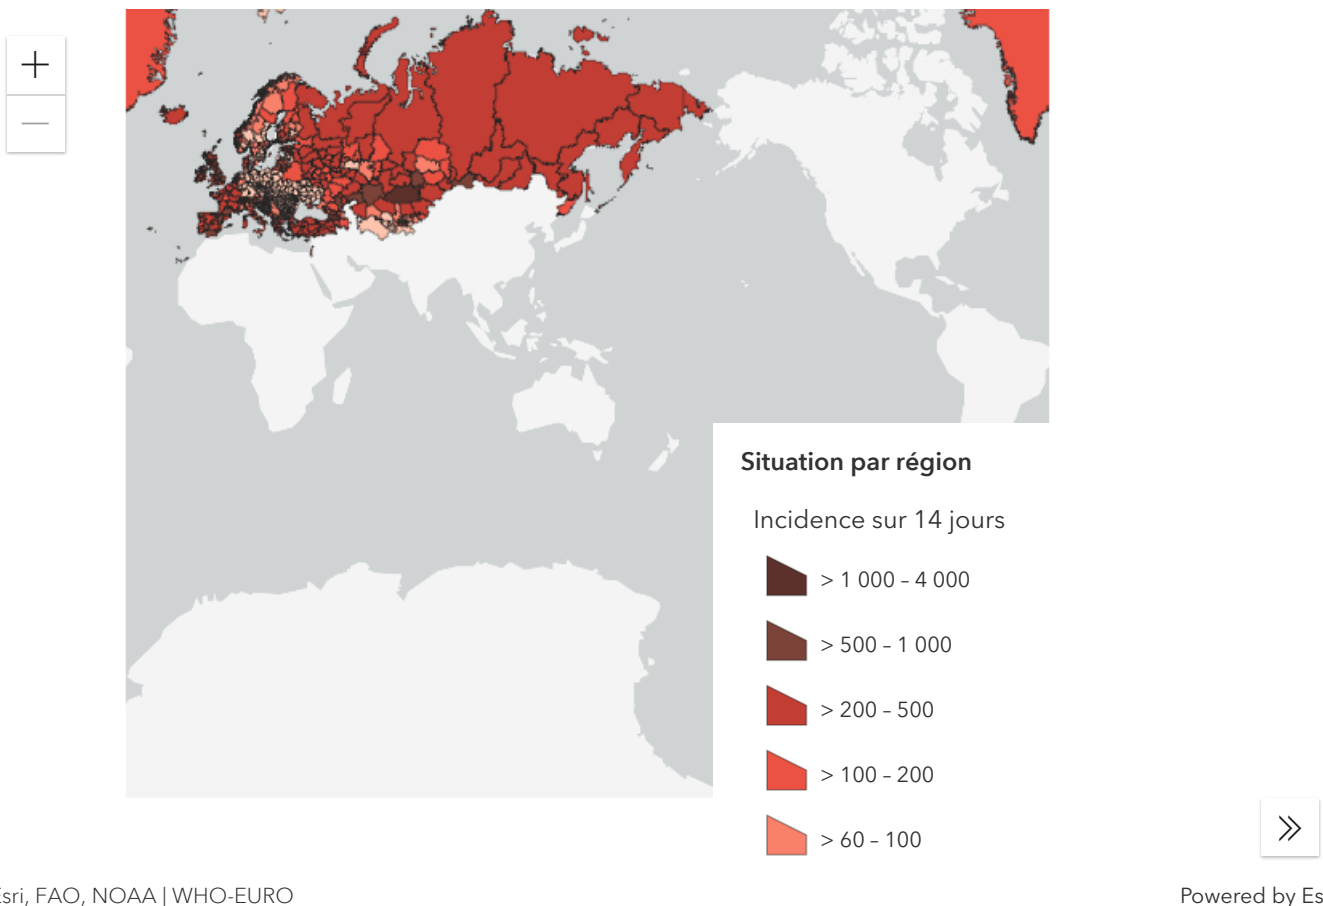 Situation par région
Incidence sur 14 jours
> 1 000 – 4 000
> 500 – 1 000
> 200 – 500
> 100 – 200
> 60 – 100
Esri, FAO, NOAA | WHO-EURO
Powered by Es